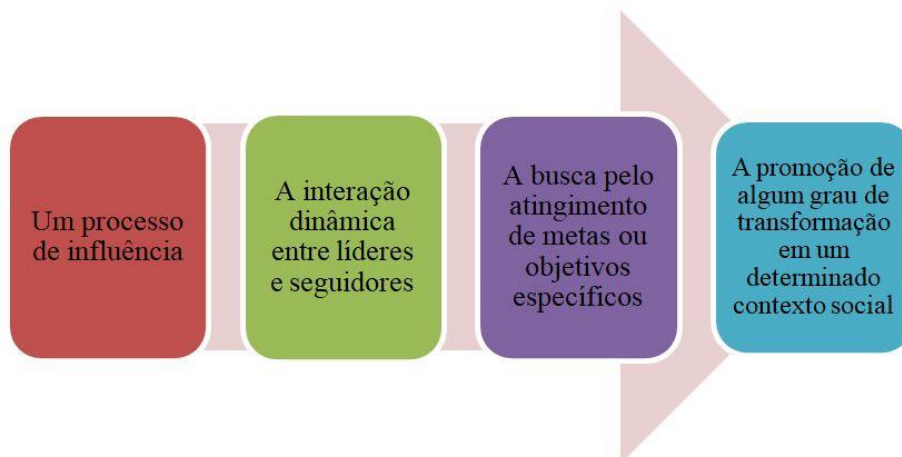 Um processo
de influência
A interação
dinâmica
entre líderes
e seguidores
A busca pelo
atingimento
de metas ou
objetivos
específicos
A promoção de
algum grau de
transformação
em um
determinado
contexto social